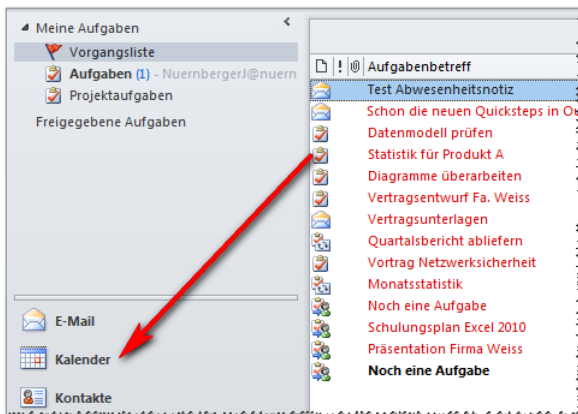 Meine Aufgaben
Vorgangsliste
Aufgaben (1) - NuernbergerJ@nuern
Projektaufgaben
Freigegebene Aufgaben
E-Mail
Kalender
Kontakte
! Aufgabenbetreff
Test Abwesenheitsnotiz
Schon die neuen Quicksteps in
Datenmodell prüfen
Statistik für Produkt A
Diagramme überarbeiten
Vertragsentwurf Fa. Weiss
Vertragsunterlagen
Quartalsbericht abliefern
Vortrag Netzwerksicherheit
Monatsstatistik
Noch eine Aufgabe
Schulungsplan Excel 2010
Präsentation Firma Weiss
Noch eine Aufgabe